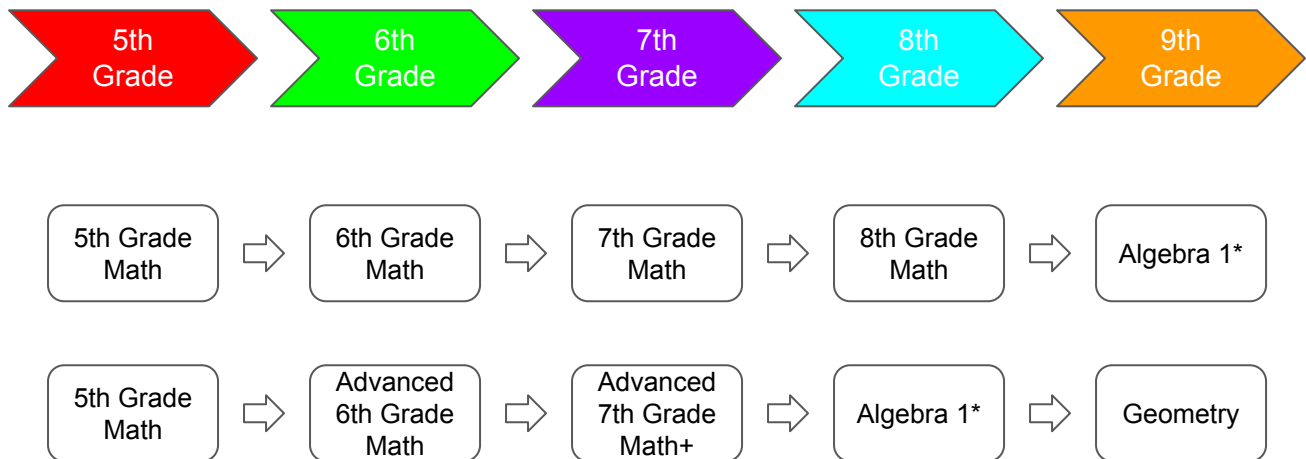 5th
Grade
6th
Grade
7th
Grade
8th
Grade
9th
Grade
5th Grade
Math
6th Grade
Math
7th Grade
Math
8th Grade
Math
Algebra 1*
5th Grade
Math
Advanced
6th Grade
Math
Advanced
7th Grade
Math+
Algebra 1*
Geometry